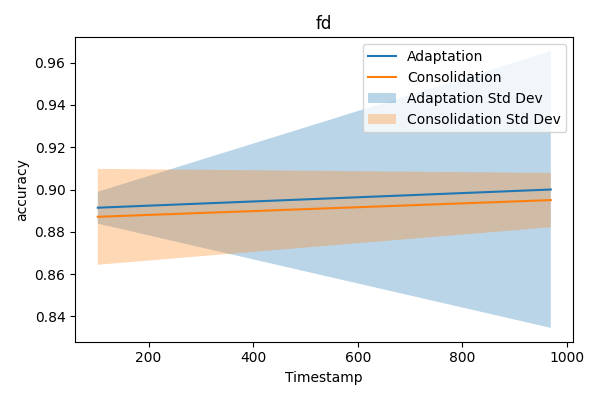 fd
Adaptation
Consolidation
Adaptation Std Dev
Consolidation Std Dev
accuracy
0.96
0.94
0.92
0.90
0.88
0.86
0.84
200
400
600
800
1000
Timestamp